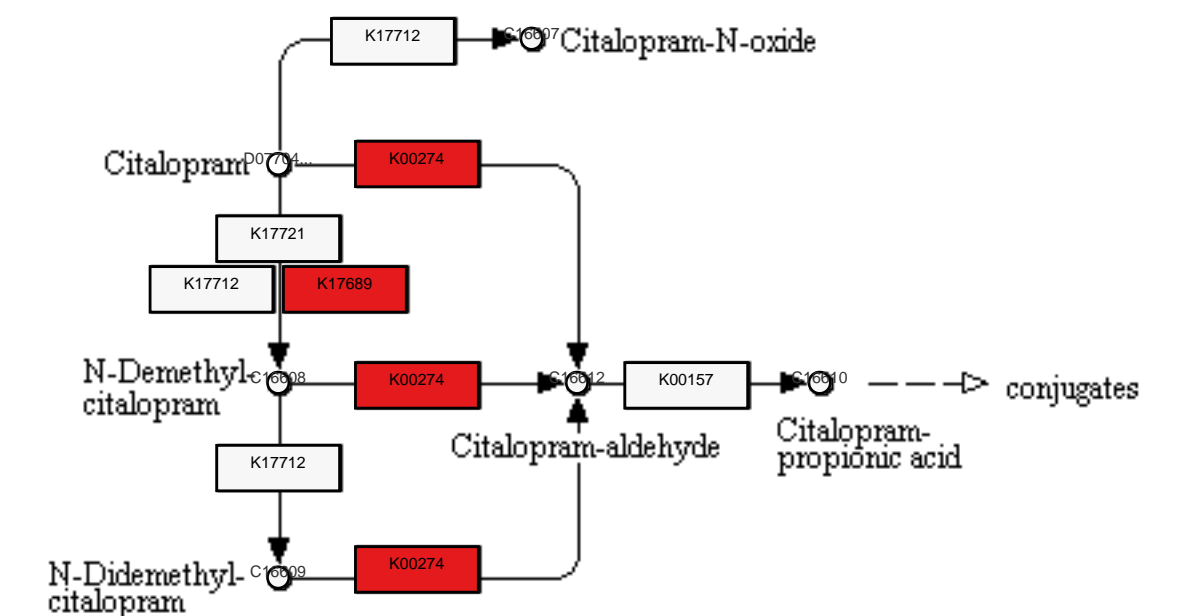 K17712
C16607
Citalopram-N-oxide
Citalopram
D07704...
K00274
K17721
K17712
K17689
N-Demethyl-
citalopram
C16608
K00274
C16612
K00157
C16610
conjugates
Citalopram-aldehyde
Citalopram-
propionic acid
K17712
N-Didemethyl-
citalopram
C16609
K00274